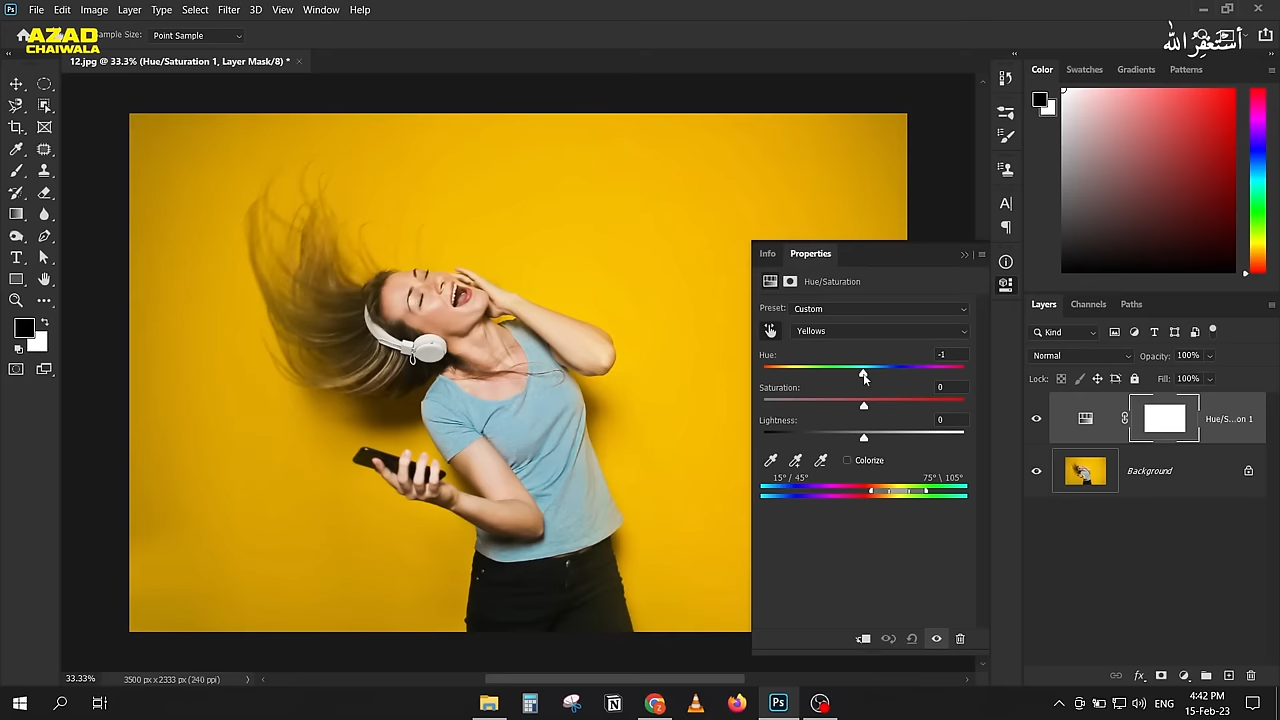 File Edit Image Layer Type Select Filter 3D View Window Help
AZAD
CHAIWALA
Sample Size: Point Sample
أستغفر الله
12.jpg @ 33.3% (Hue/Saturation 1, Layer Mask/8) *
Color Swatches Gradients Patterns
Info Properties
Hue/Saturation
Preset: Custom
Yellows
Hue: -1
Saturation: 0
Lightness: 0
Colorize
15° / 45° 75° \ 105°
Layers Channels Paths
Kind
Normal Opacity: 100%
Lock: Fill: 100%
Hue/S...on 1
Background
33.33% 3500 px x 2333 px (240 ppi)
ENG
4:42 PM
15-Feb-23